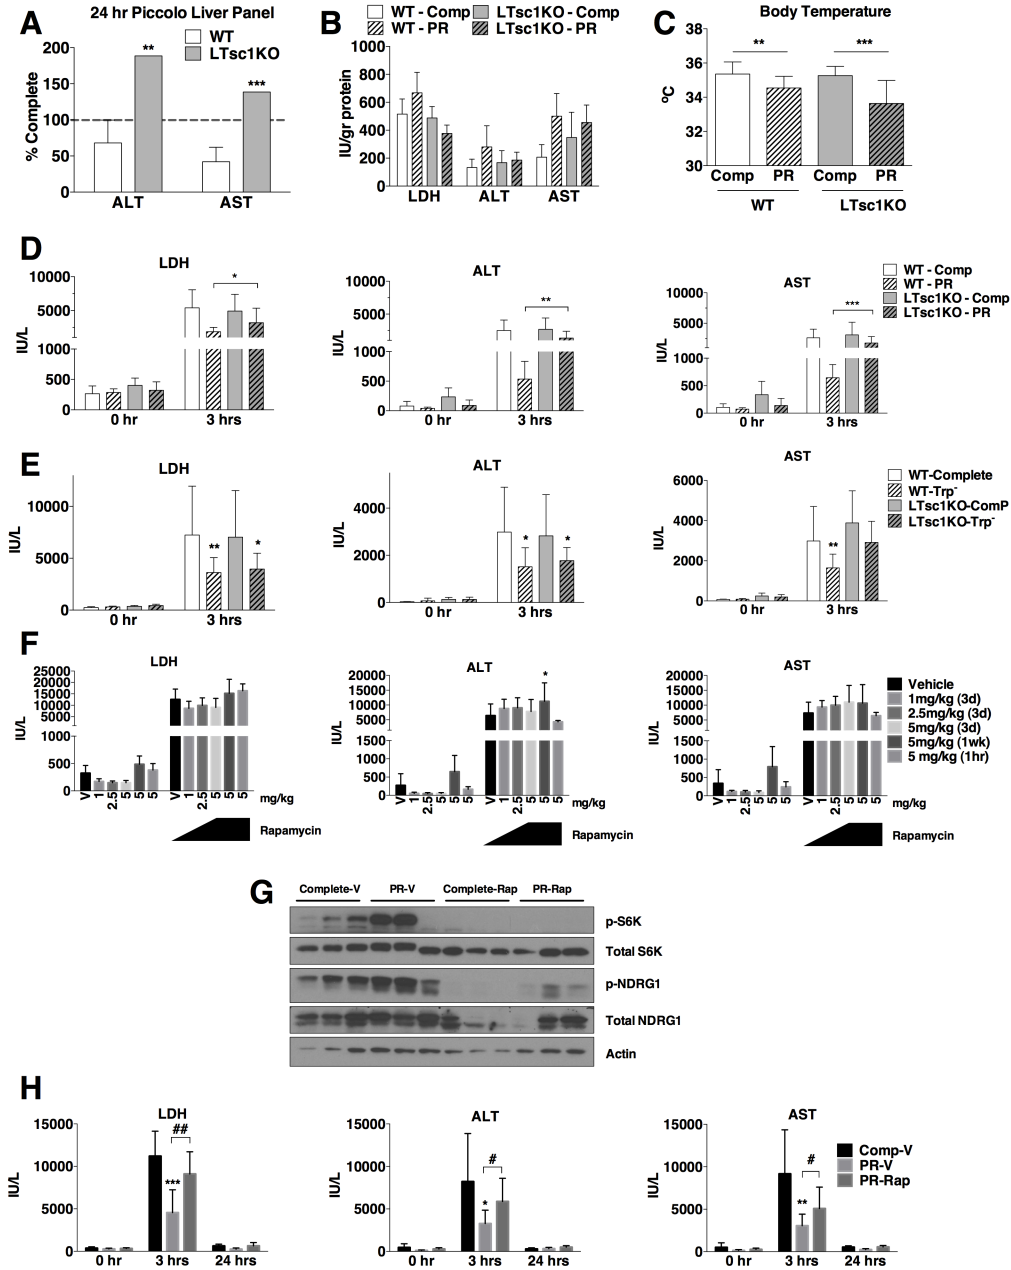 A
24 hr Piccolo Liver Panel
WT
LTsc1KO
% Complete
200
150
100
50
0
**
***
ALT
AST
B
WT - Comp
LTsc1KO - Comp
WT - PR
LTsc1KO - PR
IU/gr protein
1000
800
600
400
200
0
LDH
ALT
AST
C
Body Temperature
ºC
38
36
34
32
30
**
***
Comp
PR
Comp
PR
WT
LTsc1KO
D
LDH
IU/L
10000
5000
1000
500
0
*
0 hr
3 hrs
ALT
IU/L
10000
5000
1000
500
0
**
0 hr
3 hrs
AST
IU/L
10000
5000
1000
500
0
***
0 hr
3 hrs
WT - Comp
WT - PR
LTsc1KO - Comp
LTsc1KO - PR
E
LDH
IU/L
10000
5000
0
**
*
0 hr
3 hrs
ALT
IU/L
4000
2000
0
*
*
0 hr
3 hrs
AST
IU/L
6000
4000
2000
0
**
0 hr
3 hrs
WT-Complete
WT-Trp-
LTsc1KO-ComP
LTsc1KO-Trp-
F
LDH
IU/L
25000
20000
15000
10000
5000
1000
500
0
V 1 2.5 5 5 5 V 1 2.5 5 5 5 mg/kg
Rapamycin
ALT
IU/L
20000
15000
10000
5000
1500
1000
500
0
*
V 1 2.5 5 5 5 V 1 2.5 5 5 5 mg/kg
Rapamycin
AST
IU/L
20000
15000
10000
5000
1500
1000
500
0
V 1 2.5 5 5 5 V 1 2.5 5 5 5 mg/kg
Rapamycin
Vehicle
1mg/kg (3d)
2.5mg/kg (3d)
5mg/kg (3d)
5mg/kg (1wk)
5 mg/kg (1hr)
G
Complete-V
PR-V
Complete-Rap
PR-Rap
p-S6K
Total S6K
p-NDRG1
Total NDRG1
Actin
H
LDH
IU/L
15000
10000
5000
0
##
***
0 hr
3 hrs
24 hrs
ALT
IU/L
15000
10000
5000
0
#
*
0 hr
3 hrs
24 hrs
AST
IU/L
15000
10000
5000
0
#
**
0 hr
3 hrs
24 hrs
Comp-V
PR-V
PR-Rap